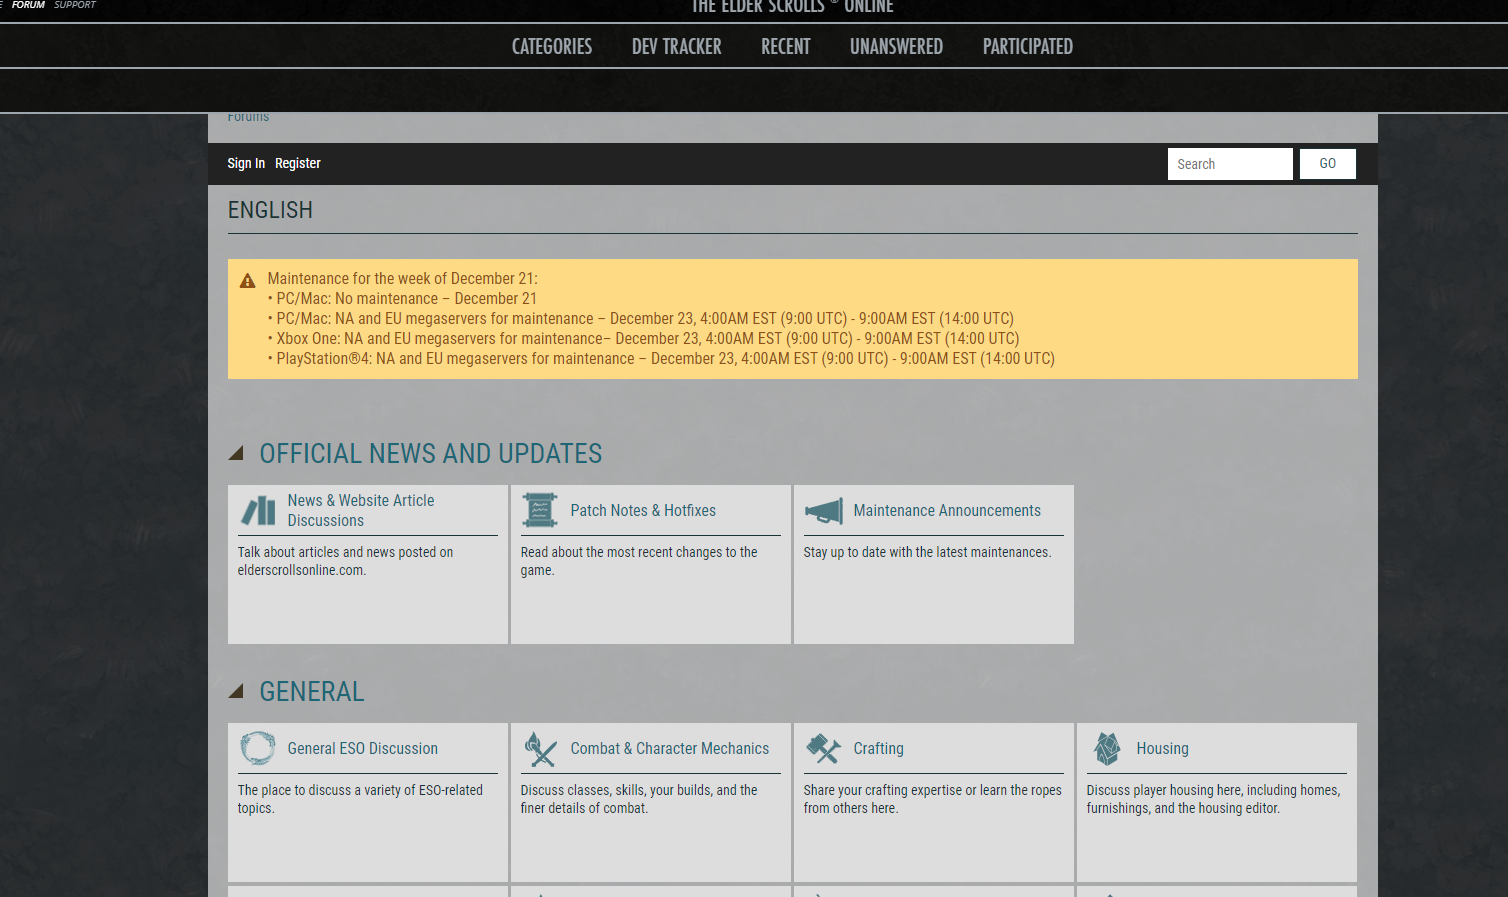 FORUM SUPPORT
THE ELDER SCROLLS ® ONLINE
CATEGORIES DEV TRACKER RECENT UNANSWERED PARTICIPATED
Forums
Sign In Register Search GO
ENGLISH
Maintenance for the week of December 21:
• PC/Mac: No maintenance – December 21
• PC/Mac: NA and EU megaservers for maintenance – December 23, 4:00AM EST (9:00 UTC) - 9:00AM EST (14:00 UTC)
• Xbox One: NA and EU megaservers for maintenance– December 23, 4:00AM EST (9:00 UTC) - 9:00AM EST (14:00 UTC)
• PlayStation®4: NA and EU megaservers for maintenance – December 23, 4:00AM EST (9:00 UTC) - 9:00AM EST (14:00 UTC)
OFFICIAL NEWS AND UPDATES
News & Website Article
Discussions
Talk about articles and news posted on
elderscrollsonline.com.
Patch Notes & Hotfixes
Read about the most recent changes to the
game.
Maintenance Announcements
Stay up to date with the latest maintenances.
GENERAL
General ESO Discussion
The place to discuss a variety of ESO-related
topics.
Combat & Character Mechanics
Discuss classes, skills, your builds, and the
finer details of combat.
Crafting
Share your crafting expertise or learn the ropes
from others here.
Housing
Discuss player housing here, including homes,
furnishings, and the housing editor.